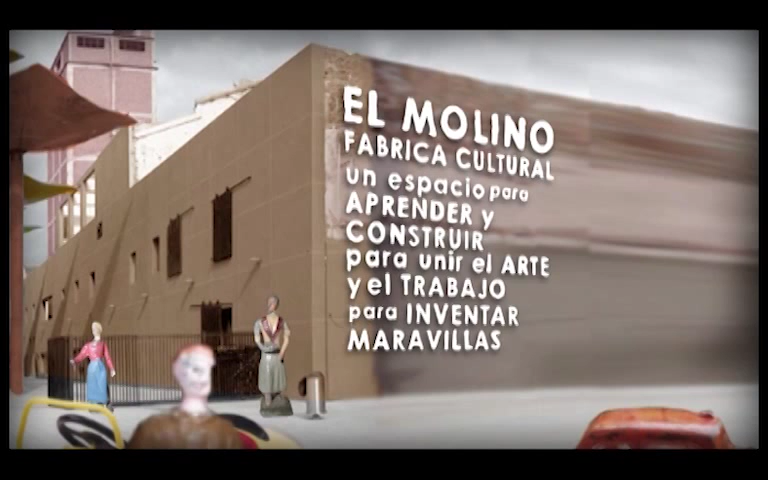 EL MOLINO
FABRICA CULTURAL
un espacio para
APRENDER y
CONSTRUIR
para unir el ARTE
y el TRABAJO
para INVENTAR
MARAVILLAS